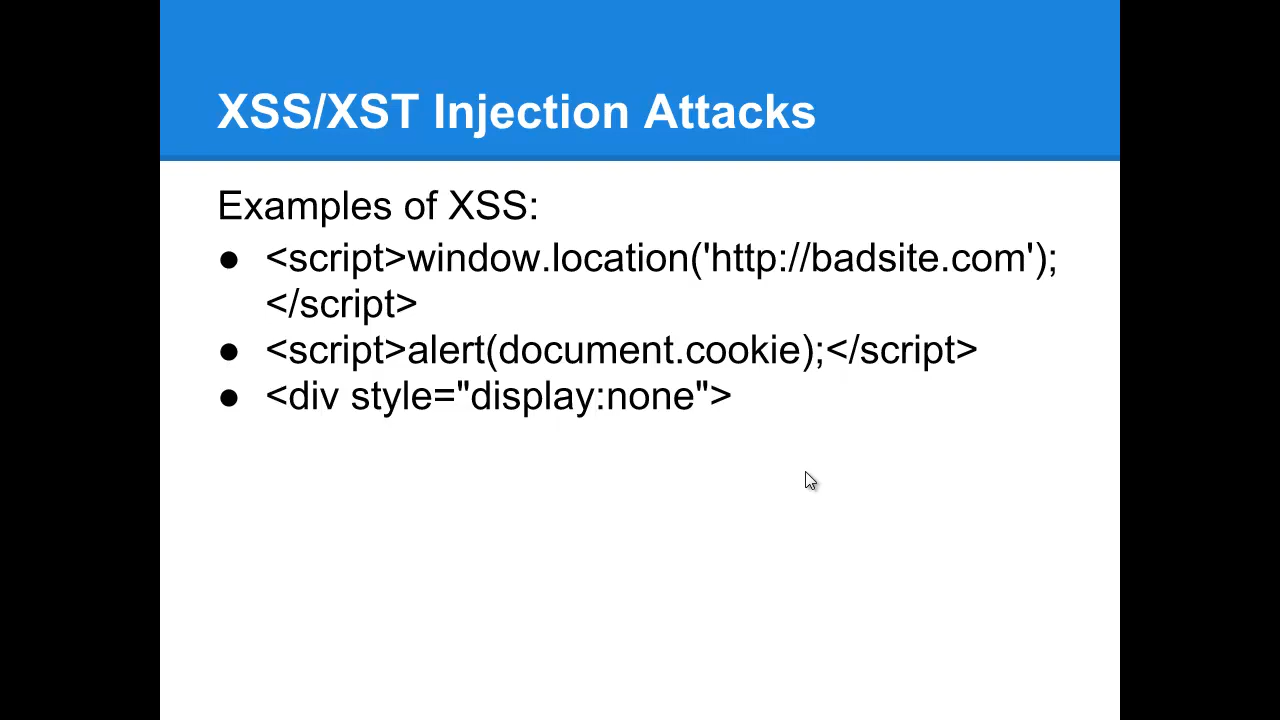 XSS/XST Injection Attacks
Examples of XSS:
● <script>window.location('http://badsite.com');
</script>
● <script>alert(document.cookie);</script>
● <div style="display:none">